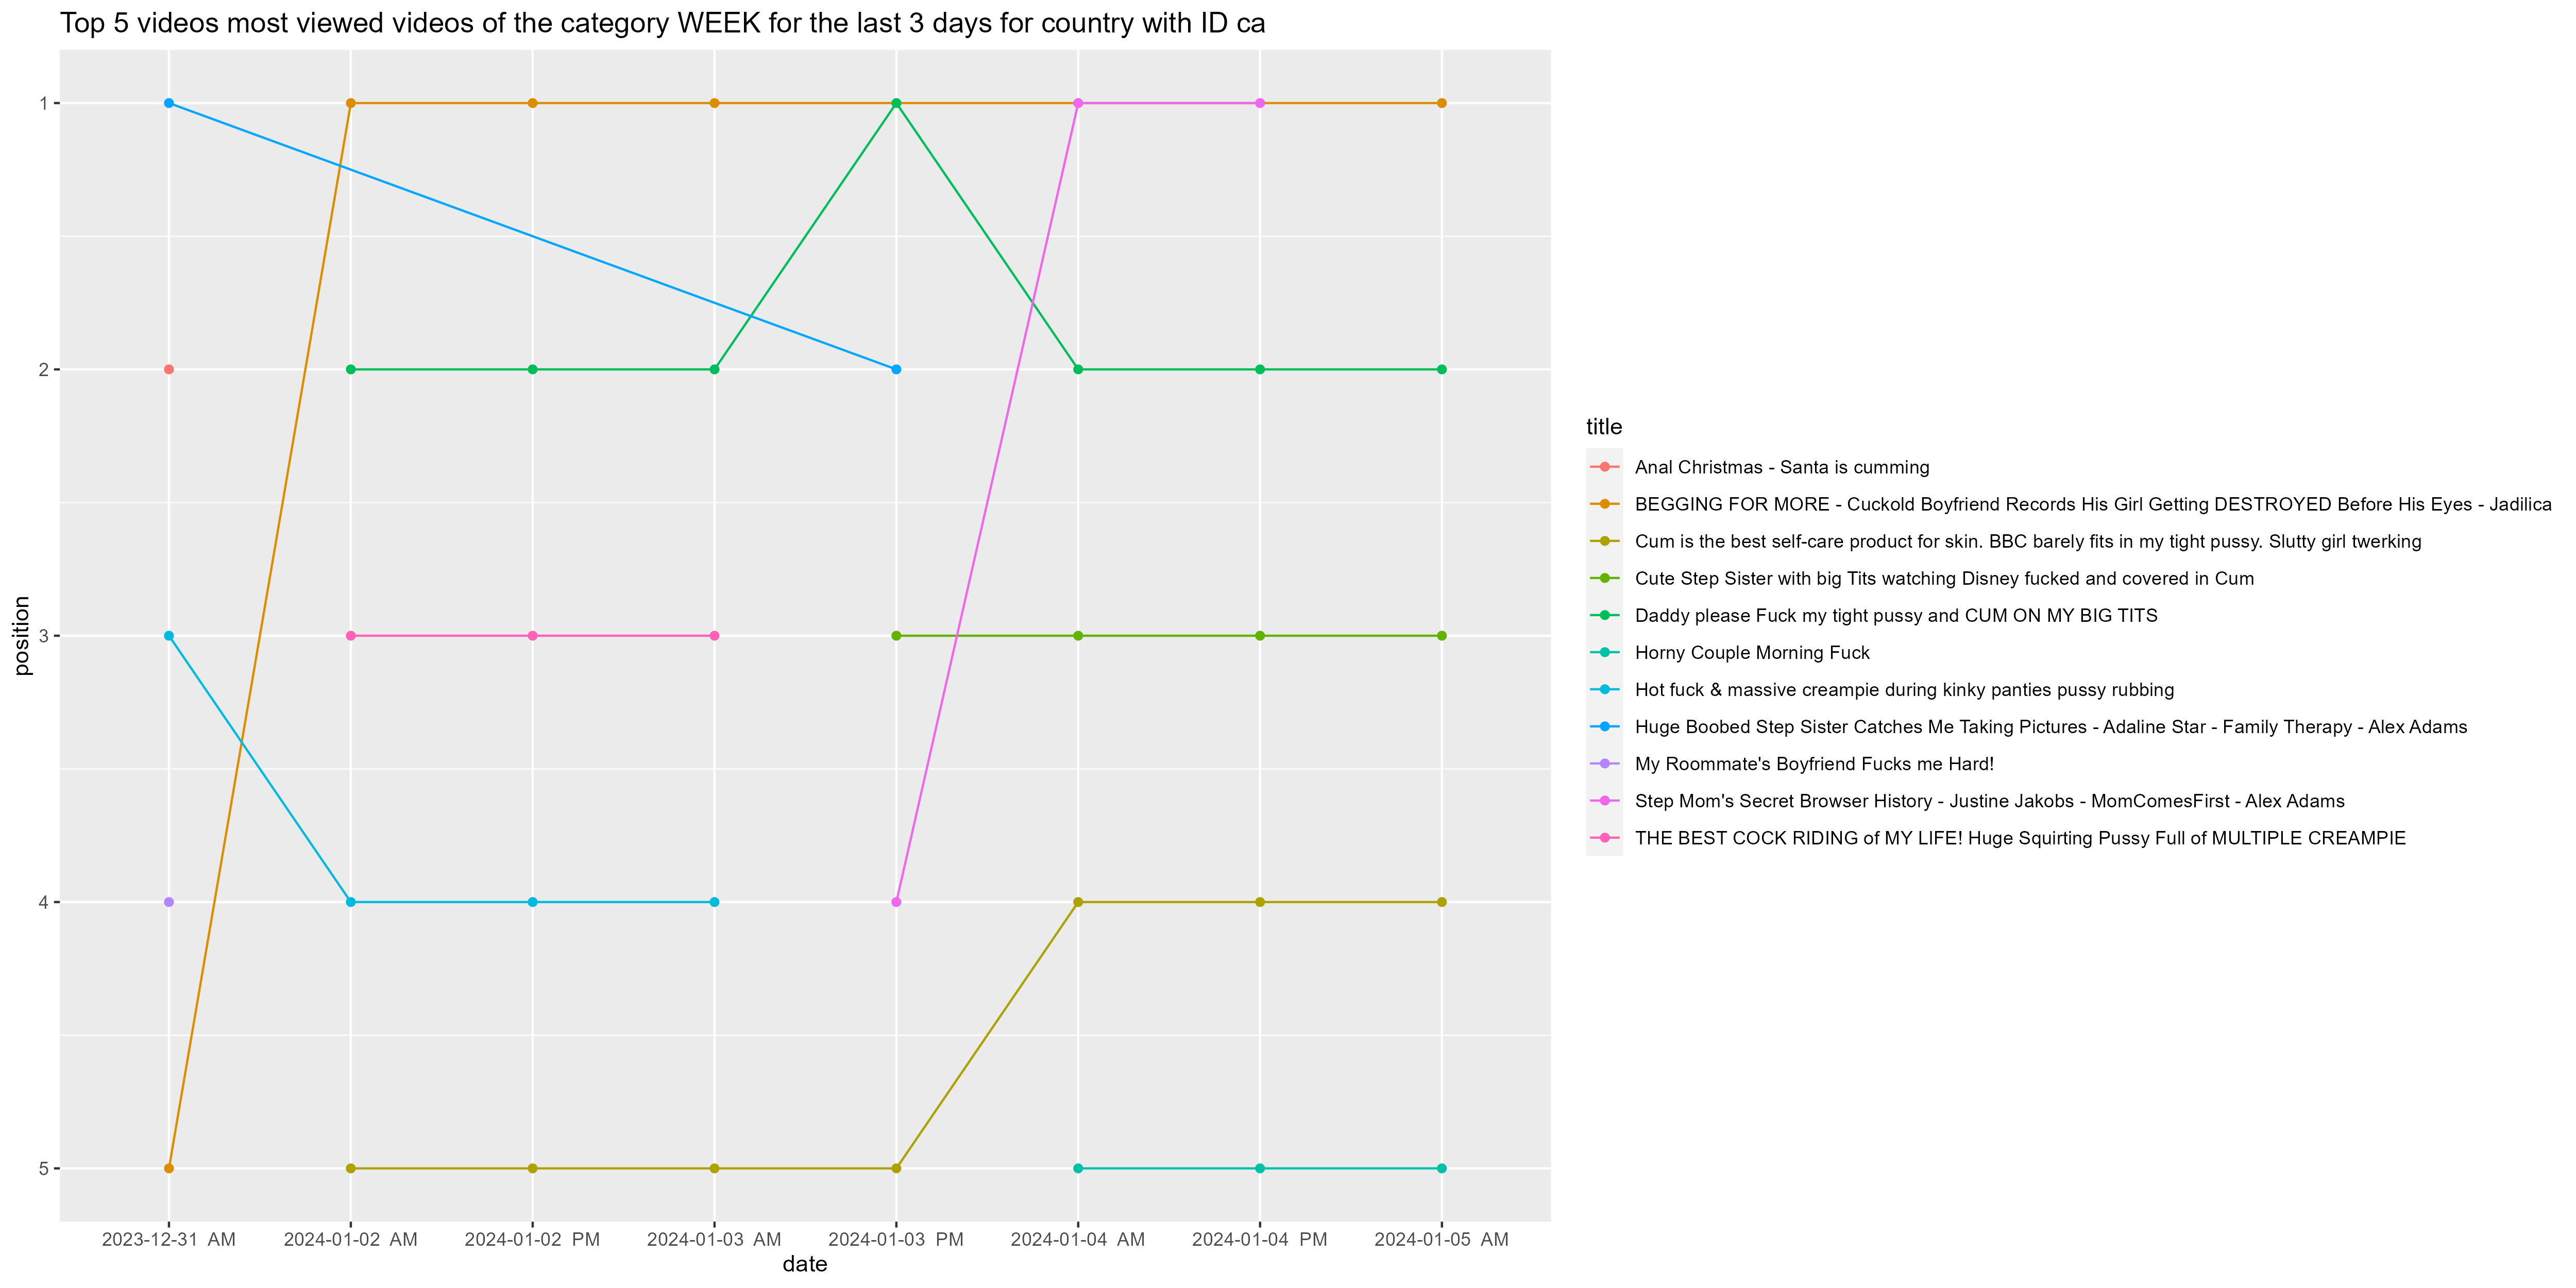 Top 5 videos most viewed videos of the category WEEK for the last 3 days for country with ID ca
position
1
2
3
4
5
2023-12-31 AM
2024-01-02 AM
2024-01-02 PM
2024-01-03 AM
2024-01-03 PM
2024-01-04 AM
2024-01-04 PM
2024-01-05 AM
date
title
Anal Christmas - Santa is cumming
BEGGING FOR MORE - Cuckold Boyfriend Records His Girl Getting DESTROYED Before His Eyes - Jadilica
Cum is the best self-care product for skin. BBC barely fits in my tight pussy. Slutty girl twerking
Cute Step Sister with big Tits watching Disney fucked and covered in Cum
Daddy please Fuck my tight pussy and CUM ON MY BIG TITS
Horny Couple Morning Fuck
Hot fuck & massive creampie during kinky panties pussy rubbing
Huge Boobed Step Sister Catches Me Taking Pictures - Adaline Star - Family Therapy - Alex Adams
My Roommate's Boyfriend Fucks me Hard!
Step Mom's Secret Browser History - Justine Jakobs - MomComesFirst - Alex Adams
THE BEST COCK RIDING of MY LIFE! Huge Squirting Pussy Full of MULTIPLE CREAMPIE